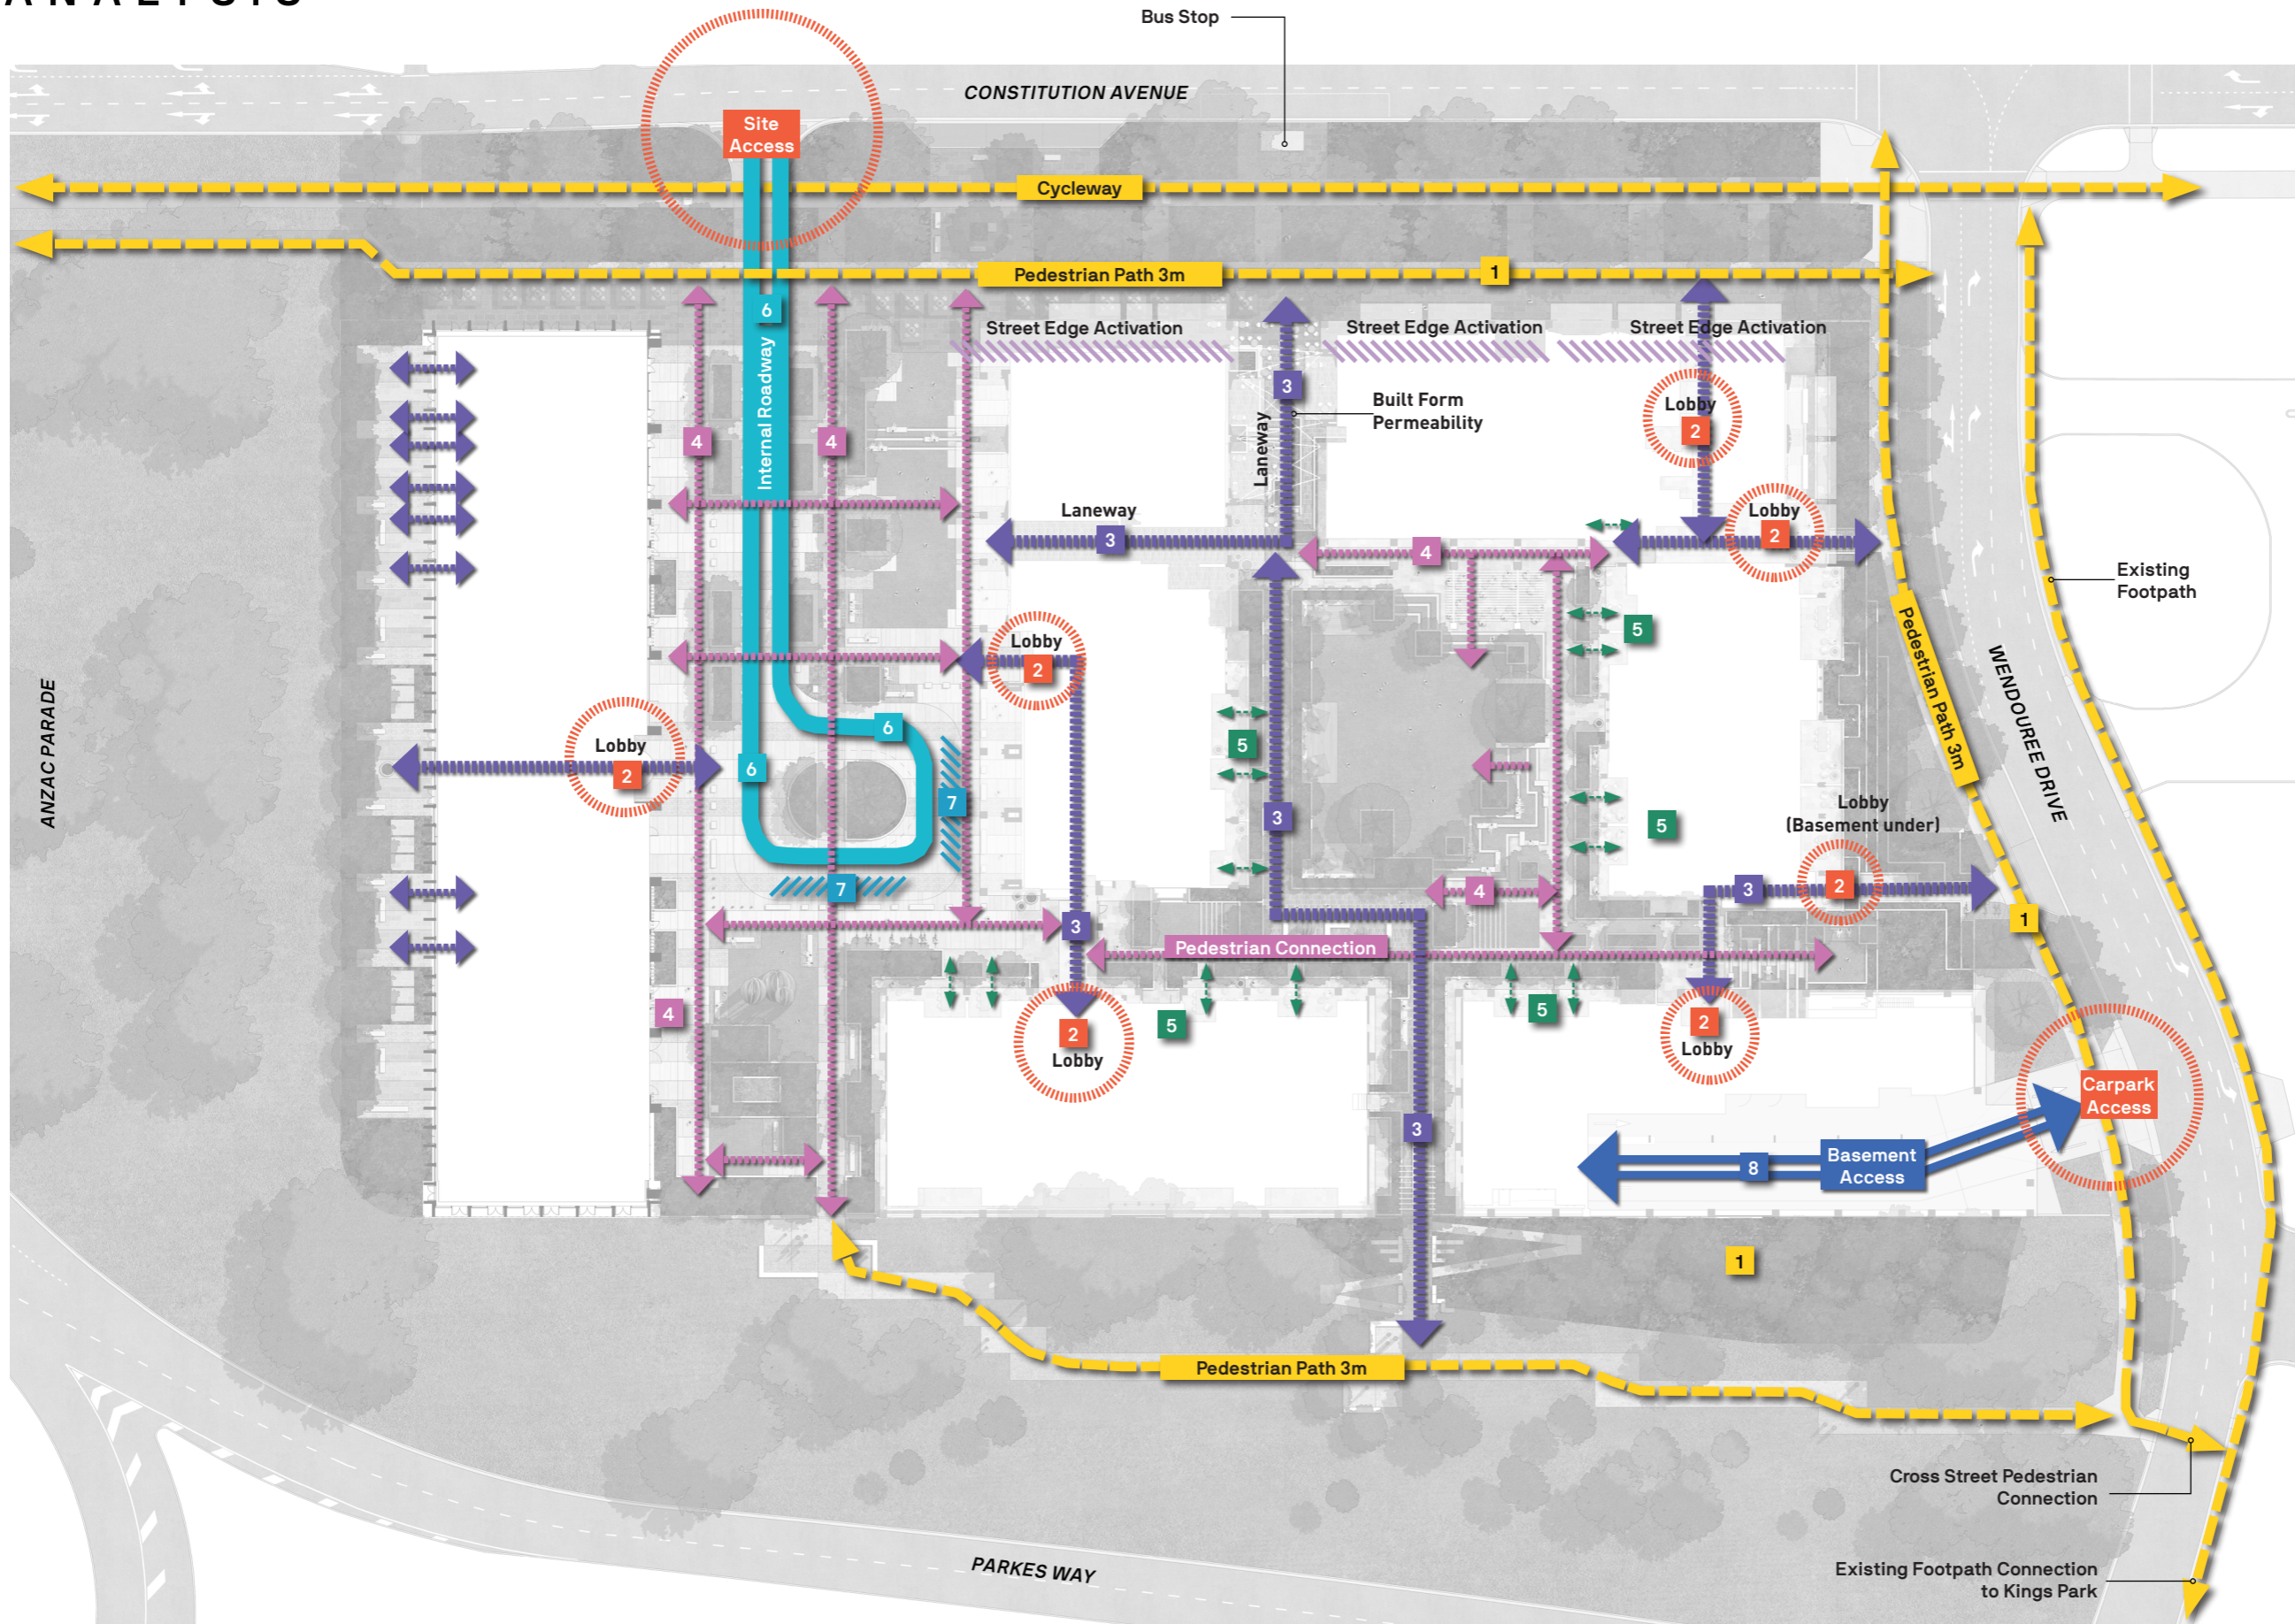 Bus Stop
CONSTITUTION AVENUE
Site
Access
Cycleway
Pedestrian Path 3m
1
6
Street Edge Activation
Street Edge Activation
Street Edge Activation
3
Built Form
Permeability
Lobby
2
4
4
Internal Roadway
Laneway
Laneway
3
Lobby
2
4
Existing
Footpath
5
Lobby
2
Pedestrian Path 3m
WENDOUREE DRIVE
ANZAC PARADE
6
Lobby
2
6
5
7
3
5
Lobby
(Basement under)
7
4
3
2
3
1
Pedestrian Connection
4
5
5
2
Lobby
2
Lobby
Carpark
Access
3
Basement
Access
8
1
Pedestrian Path 3m
Cross Street Pedestrian
Connection
PARKES WAY
Existing Footpath Connection
to Kings Park